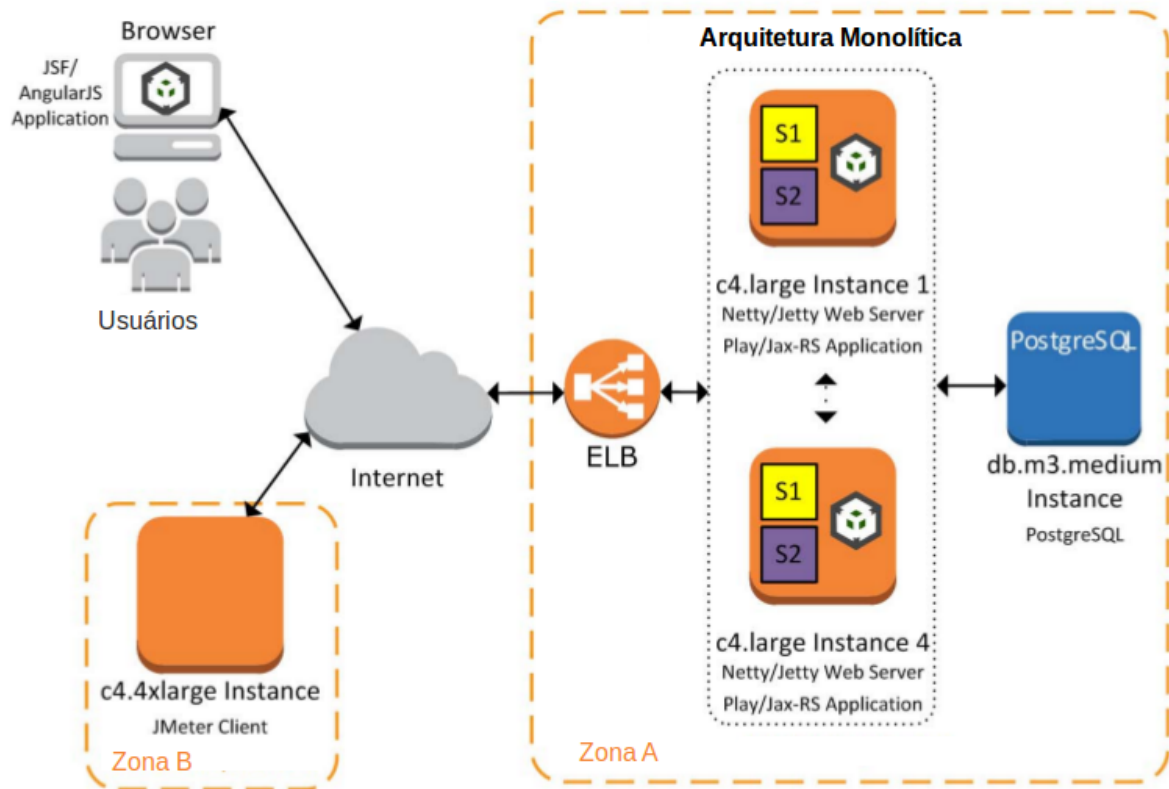 Browser
JSF/
AngularJS
Application
Usuários
Internet
c4.4xlarge Instance
JMeter Client
Zona B
Arquitetura Monolítica
ELB
S1
S2
c4.large Instance 1
Netty/Jetty Web Server
Play/Jax-RS Application
S1
S2
c4.large Instance 4
Netty/Jetty Web Server
Play/Jax-RS Application
PostgreSQL
db.m3.medium
Instance
PostgreSQL
Zona A